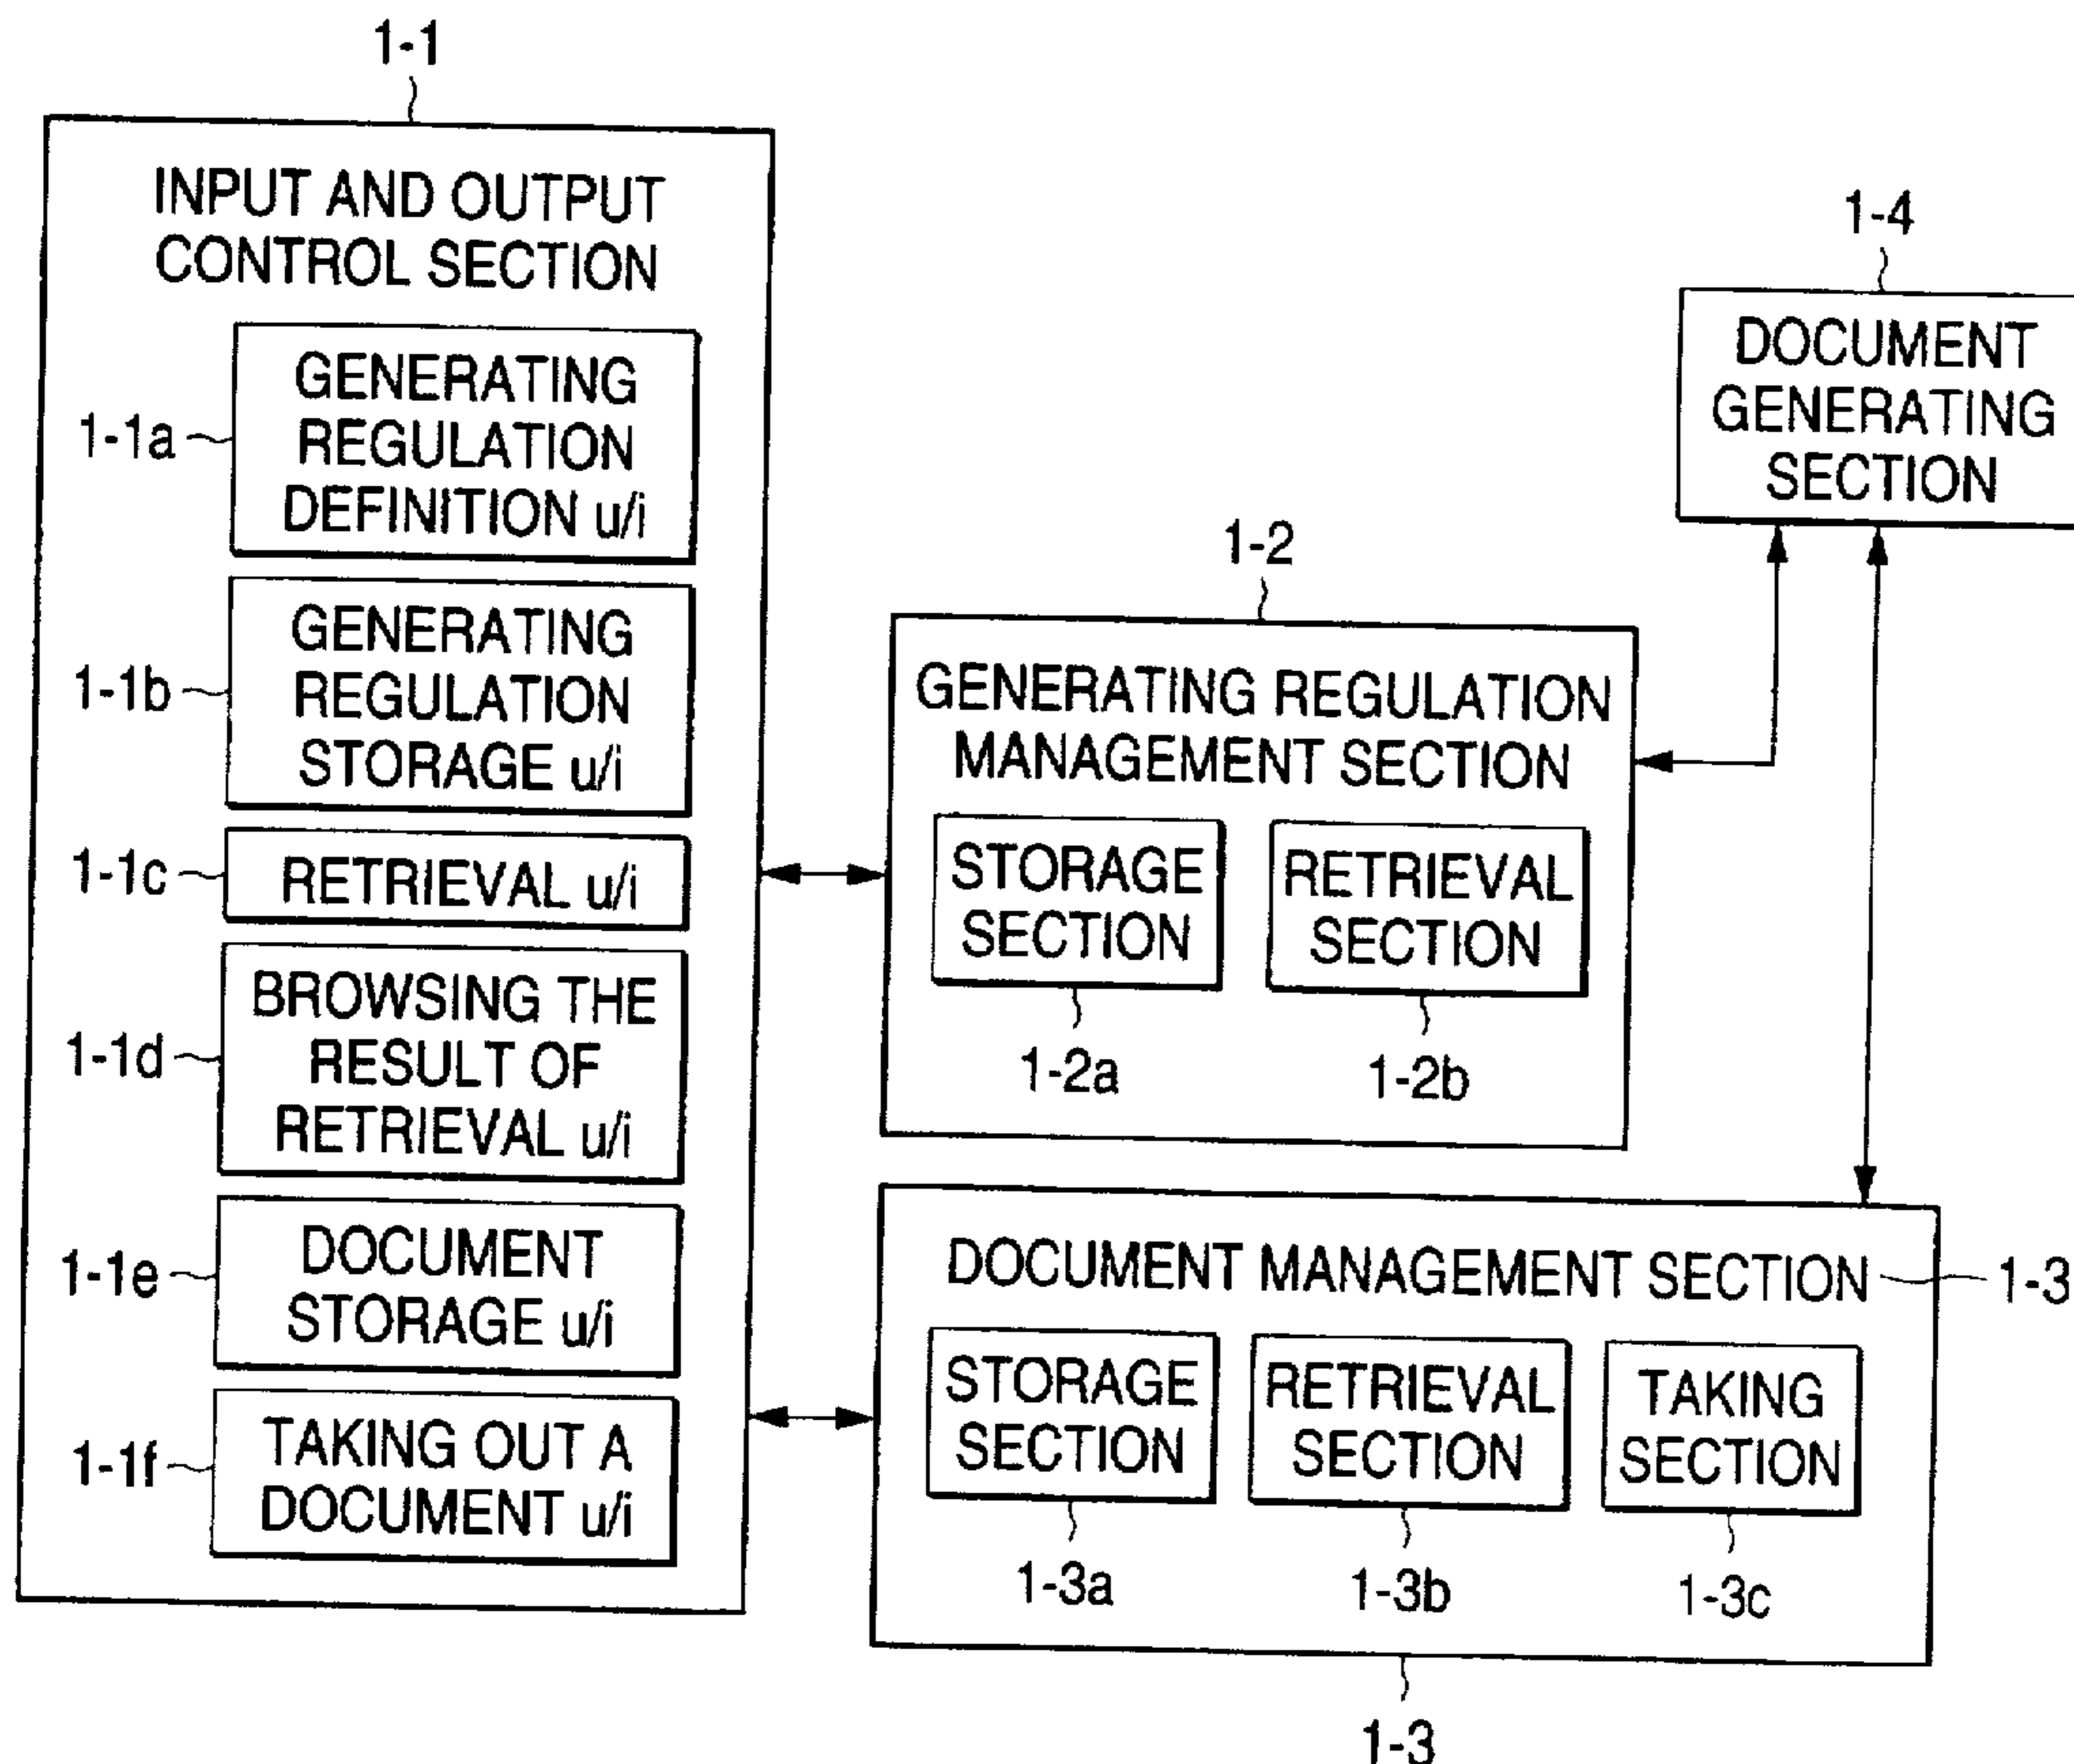 1-1
INPUT AND OUTPUT
CONTROL SECTION
1-1a
GENERATING
REGULATION
DEFINITION u/i
1-1b
GENERATING
REGULATION
STORAGE u/i
1-1c
RETRIEVAL u/i
1-1d
BROWSING THE
RESULT OF
RETRIEVAL u/i
1-1e
DOCUMENT
STORAGE u/i
1-1f
TAKING OUT A
DOCUMENT u/i
1-2
GENERATING REGULATION
MANAGEMENT SECTION
STORAGE
SECTION
1-2a
RETRIEVAL
SECTION
1-2b
1-4
DOCUMENT
GENERATING
SECTION
DOCUMENT MANAGEMENT SECTION
1-3
STORAGE
SECTION
1-3a
RETRIEVAL
SECTION
1-3b
TAKING
SECTION
1-3c
1-3